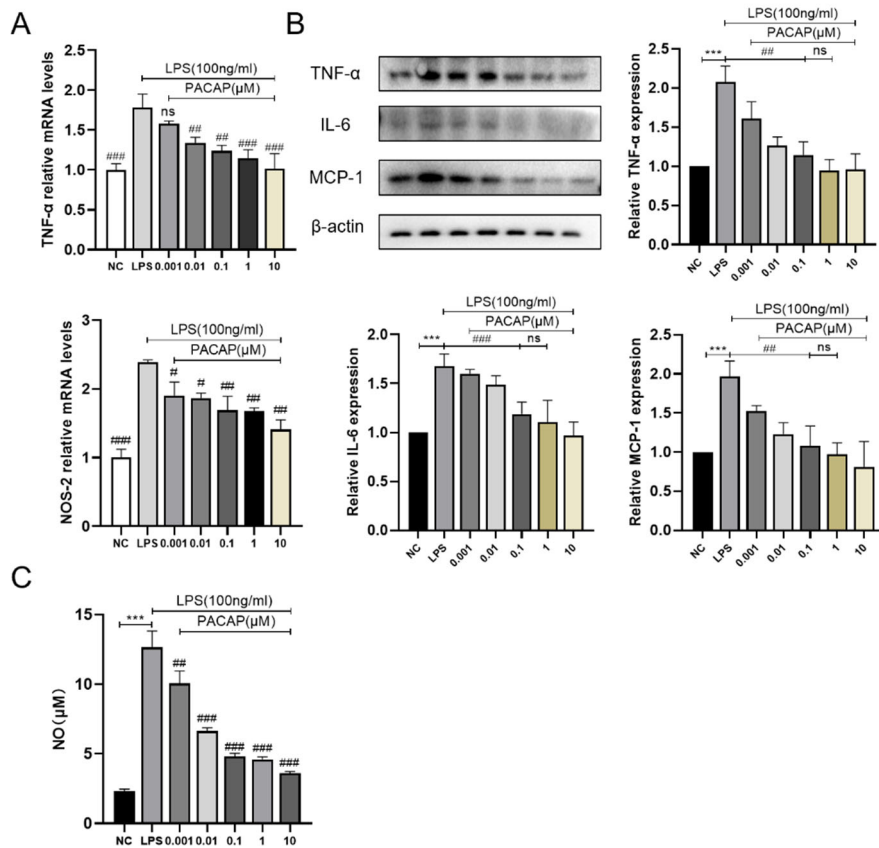 A
TNF-α relative mRNA levels
2.5
2.0
1.5
1.0
0.5
0.0
LPS(100ng/ml)
PACAP(μM)
###
ns
##
##
###
###
NC LPS 0.001 0.01 0.1 1 10
NOS-2 relative mRNA levels
3
2
1
0
LPS(100ng/ml)
PACAP(μM)
###
#
#
##
##
##
NC LPS 0.001 0.01 0.1 1 10
B
TNF-α
IL-6
MCP-1
β-actin
Relative TNF-α expression
2.5
2.0
1.5
1.0
0.5
0.0
LPS(100ng/ml)
PACAP(μM)
*** ## ns
NC LPS 0.001 0.01 0.1 1 10
Relative IL-6 expression
2.0
1.5
1.0
0.5
0.0
LPS(100ng/ml)
PACAP(μM)
*** ### ns
NC LPS 0.001 0.01 0.1 1 10
Relative MCP-1 expression
2.5
2.0
1.5
1.0
0.5
0.0
LPS(100ng/ml)
PACAP(μM)
*** ## ns
NC LPS 0.001 0.01 0.1 1 10
C
NO(μM)
15
10
5
0
LPS(100ng/ml)
PACAP(μM)
***
##
###
###
###
###
NC LPS 0.001 0.01 0.1 1 10